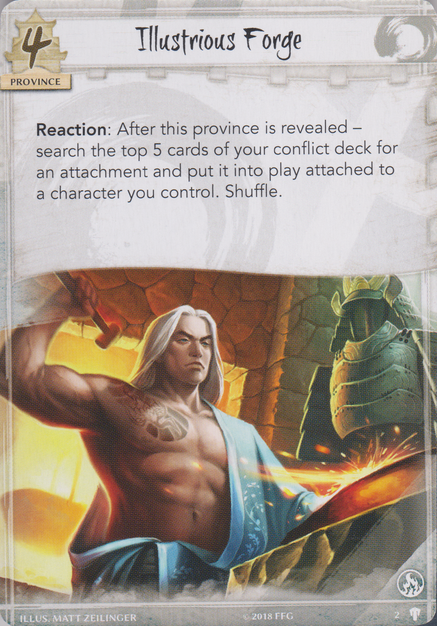 4
Illustrious Forge
PROVINCE
Reaction: After this province is revealed –
search the top 5 cards of your conflict deck for
an attachment and put it into play attached to
a character you control. Shuffle.
ILLUS. MATT ZEILINGER
©2018 FFG
2